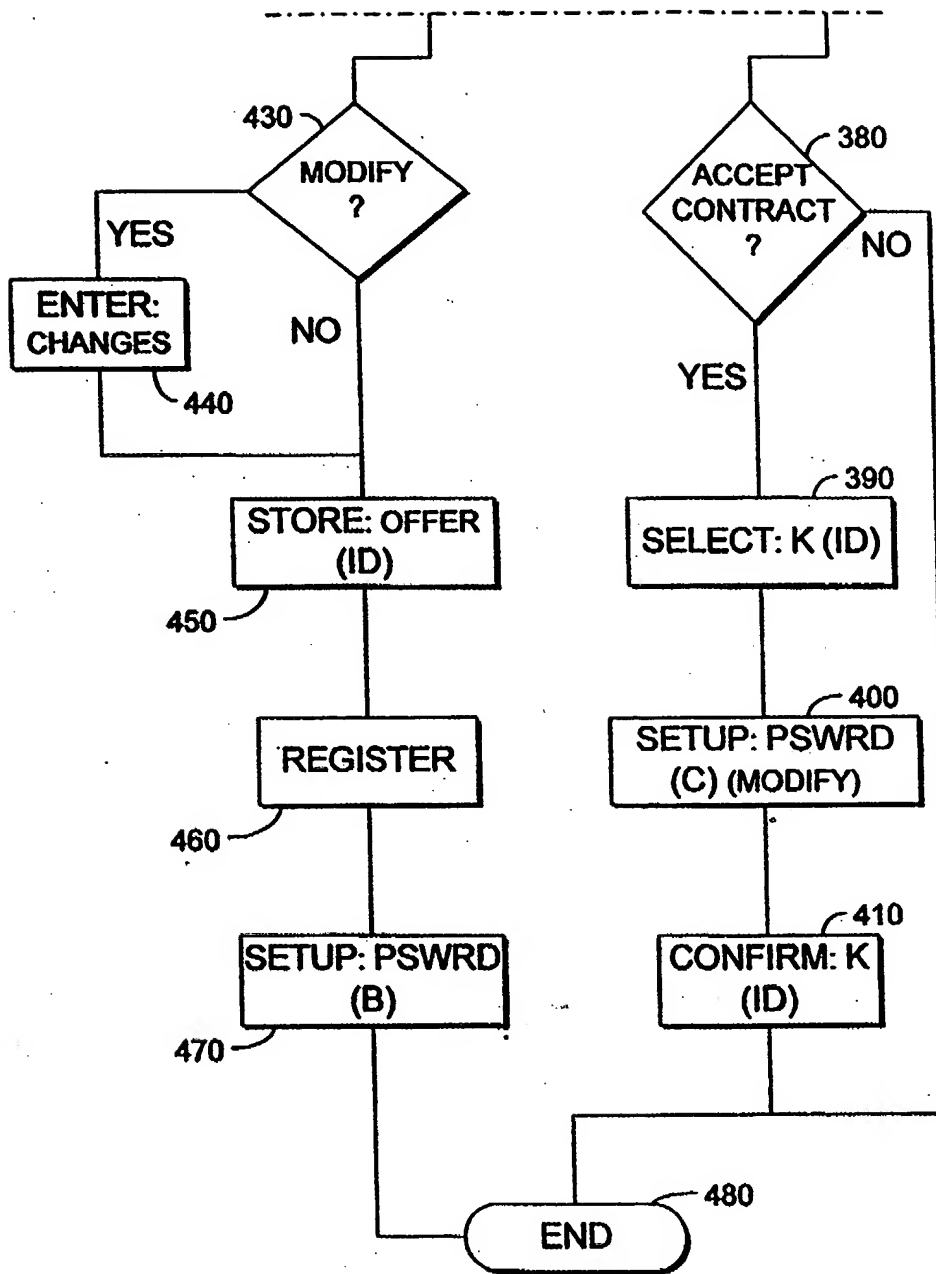 430
MODIFY
?
YES
NO
ENTER:
CHANGES
440
STORE: OFFER
(ID)
450
REGISTER
460
SETUP: PSWRD
(B)
470
380
ACCEPT
CONTRACT
?
NO
YES
390
SELECT: K (ID)
400
SETUP: PSWRD
(C) (MODIFY)
410
CONFIRM: K
(ID)
480
END